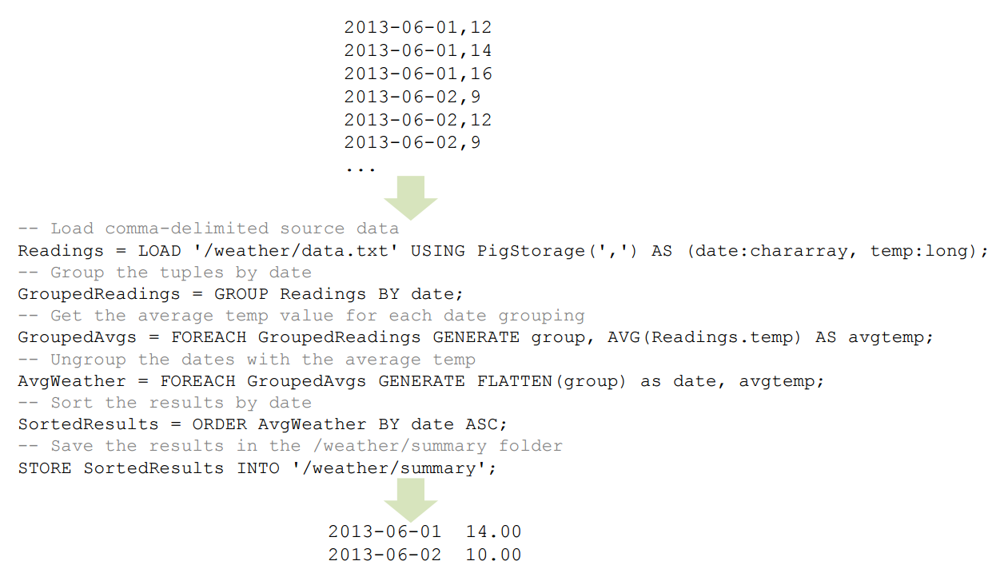 2013-06-01,12
2013-06-01,14
2013-06-01,16
2013-06-02,9
2013-06-02,12
2013-06-02,9
...
-- Load comma-delimited source data
Readings = LOAD '/weather/data.txt' USING PigStorage(',') AS (date:chararray, temp:long);
-- Group the tuples by date
GroupedReadings = GROUP Readings BY date;
-- Get the average temp value for each date grouping
GroupedAvgs = FOREACH GroupedReadings GENERATE group, AVG(Readings.temp) AS avgtemp;
-- Ungroup the dates with the average temp
AvgWeather = FOREACH GroupedAvgs GENERATE FLATTEN(group) as date, avgtemp;
-- Sort the results by date
SortedResults = ORDER AvgWeather BY date ASC;
-- Save the results in the /weather/summary folder
STORE SortedResults INTO '/weather/summary';
2013-06-01 14.00
2013-06-02 10.00